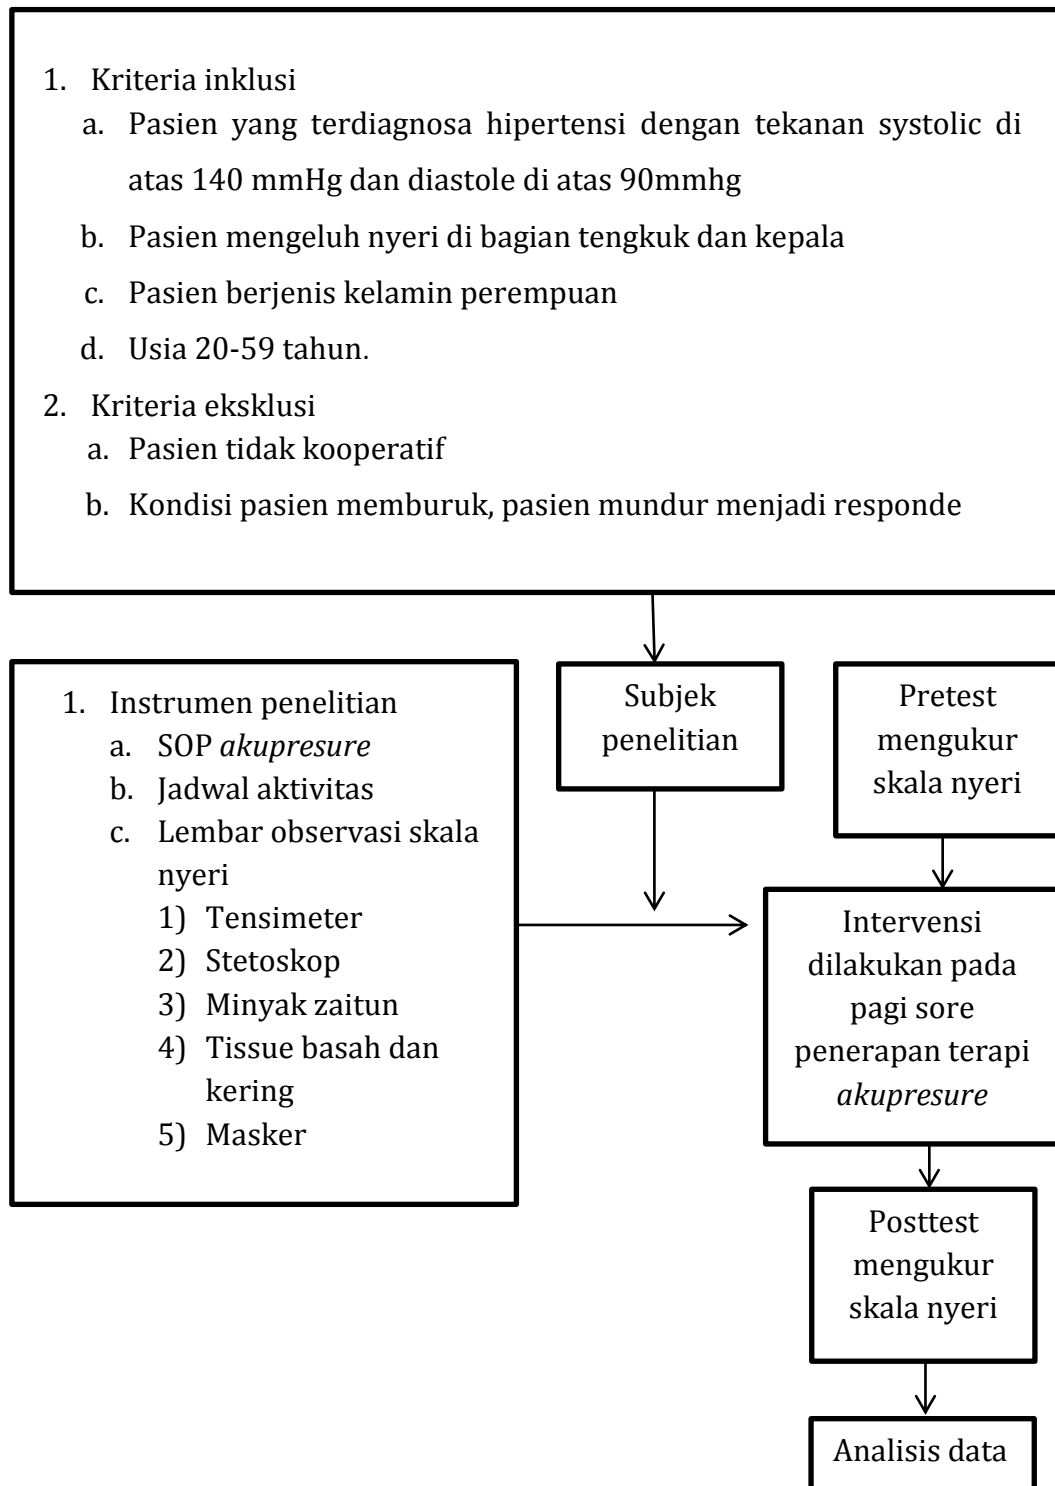 1. Kriteria inklusi
a. Pasien yang terdiagnosa hipertensi dengan tekanan systolic di
atas 140 mmHg dan diastole di atas 90mmhg
b. Pasien mengeluh nyeri di bagian tengkuk dan kepala
c. Pasien berjenis kelamin perempuan
d. Usia 20-59 tahun.
2. Kriteria eksklusi
a. Pasien tidak kooperatif
b. Kondisi pasien memburuk, pasien mundur menjadi responde
1. Instrumen penelitian
a. SOP akupresure
b. Jadwal aktivitas
c. Lembar observasi skala
nyeri
1) Tensimeter
2) Stetoskop
3) Minyak zaitun
4) Tissue basah dan
kering
5) Masker
Subjek
penelitian
Pretest
mengukur
skala nyeri
Intervensi
dilakukan pada
pagi sore
penerapan terapi
akupresure
Posttest
mengukur
skala nyeri
Analisis data